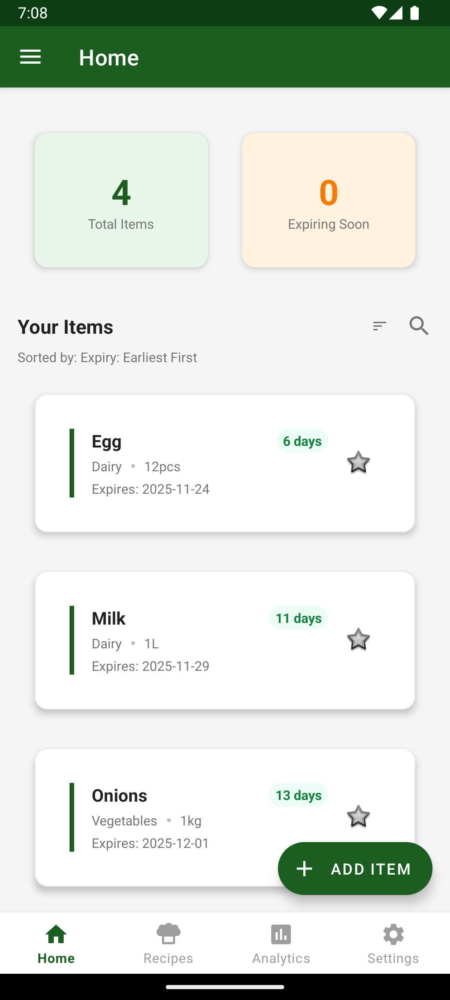 7:08
Home
4
Total Items
0
Expiring Soon
Your Items
Sorted by: Expiry: Earliest First
Egg
6 days
Dairy • 12pcs
Expires: 2025-11-24
Milk
11 days
Dairy • 1L
Expires: 2025-11-29
Onions
13 days
Vegetables • 1kg
Expires: 2025-12-01
ADD ITEM
Home
Recipes
Analytics
Settings